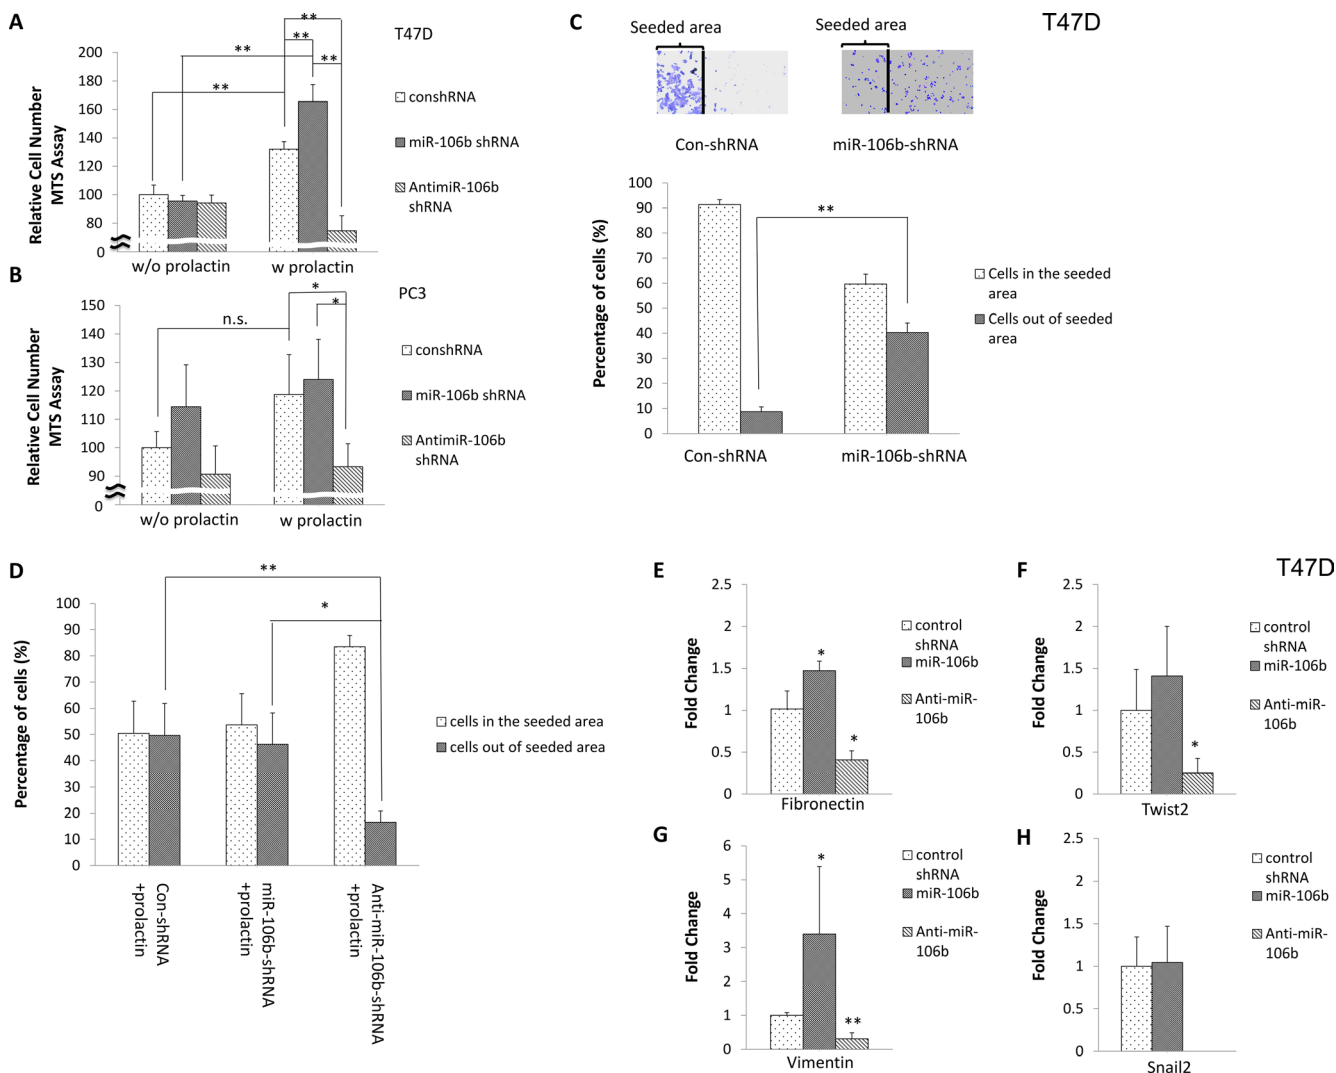 A
T47D
**
**
**
**
**
Relative Cell Number
MTS Assay
200
180
160
140
120
100
80
0
w/o prolactin
w prolactin
conshRNA
miR-106b shRNA
AntimiR-106b
shRNA
B
PC3
*
*
n.s.
Relative Cell Number
MTS Assay
150
140
130
120
110
100
90
0
w/o prolactin
w prolactin
conshRNA
miR-106b shRNA
AntimiR-106b
shRNA
C
T47D
Seeded area
Seeded area
Con-shRNA
miR-106b-shRNA
**
Percentage of cells (%)
100
90
80
70
60
50
40
30
20
10
0
Con-shRNA
miR-106b-shRNA
Cells in the seeded
area
Cells out of seeded
area
D
**
*
Percentage of cells (%)
100
90
80
70
60
50
40
30
20
10
0
Con-shRNA
+prolactin
miR-106b-shRNA
+prolactin
Anti-miR-106b-shRNA
+prolactin
cells in the seeded area
cells out of seeded area
E
Fold Change
2.5
2
1.5
1
0.5
0
*
*
Fibronectin
control
shRNA
miR-106b
Anti-miR-
106b
F
T47D
Fold Change
2.5
2
1.5
1
0.5
0
*
Twist2
control
shRNA
miR-106b
Anti-miR-
106b
G
Fold Change
6
5
4
3
2
1
0
*
**
Vimentin
control
shRNA
miR-106b
Anti-miR-
106b
H
Fold Change
2.5
2
1.5
1
0.5
0
Snail2
control
shRNA
miR-106b
Anti-miR-
106b